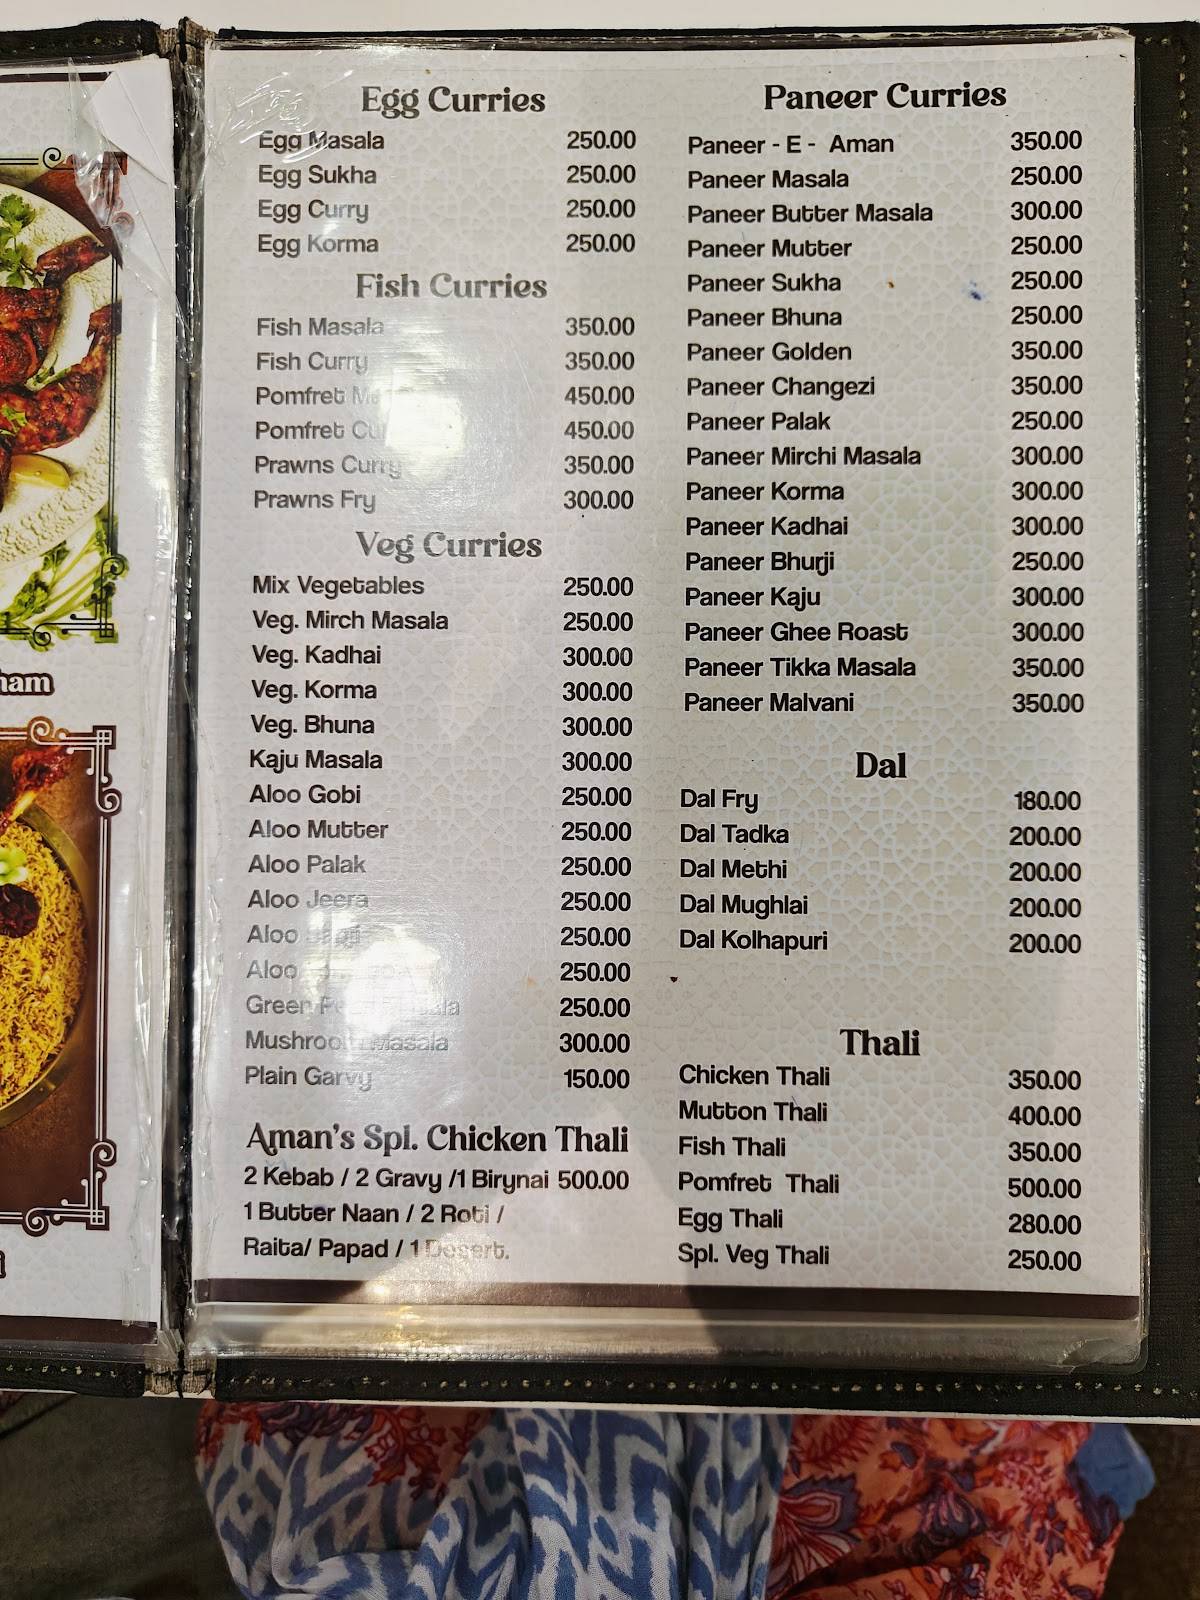 ham
Egg Curries
Egg Masala 250.00
Egg Sukha 250.00
Egg Curry 250.00
Egg Korma 250.00
Fish Curries
Fish Masala 350.00
Fish Curry 350.00
Pomfret 450.00
Pomfret 450.00
Prawns Curry 350.00
Prawns Fry 300.00
Veg Curries
Mix Vegetables 250.00
Veg. Mirch Masala 250.00
Veg. Kadhai 300.00
Veg. Korma 300.00
Veg. Bhuna 300.00
Kaju Masala 300.00
Aloo Gobi 250.00
Aloo Mutter 250.00
Aloo Palak 250.00
Aloo Jeera 250.00
Aloo 250.00
Aloo 250.00
Green 250.00
Mushroom Masala 300.00
Plain Garvy 150.00
Aman's Spl. Chicken Thali
2 Kebab / 2 Gravy /1 Birynai 500.00
1 Butter Naan / 2 Roti /
Raita/ Papad / 1 Desert.
Paneer Curries
Paneer - E - Aman 350.00
Paneer Masala 250.00
Paneer Butter Masala 300.00
Paneer Mutter 250.00
Paneer Sukha 250.00
Paneer Bhuna 250.00
Paneer Golden 350.00
Paneer Changezi 350.00
Paneer Palak 250.00
Paneer Mirchi Masala 300.00
Paneer Korma 300.00
Paneer Kadhai 300.00
Paneer Bhurji 250.00
Paneer Kaju 300.00
Paneer Ghee Roast 300.00
Paneer Tikka Masala 350.00
Paneer Malvani 350.00
Dal
Dal Fry 180.00
Dal Tadka 200.00
Dal Methi 200.00
Dal Mughlai 200.00
Dal Kolhapuri 200.00
Thali
Chicken Thali 350.00
Mutton Thali 400.00
Fish Thali 350.00
Pomfret Thali 500.00
Egg Thali 280.00
Spl. Veg Thali 250.00